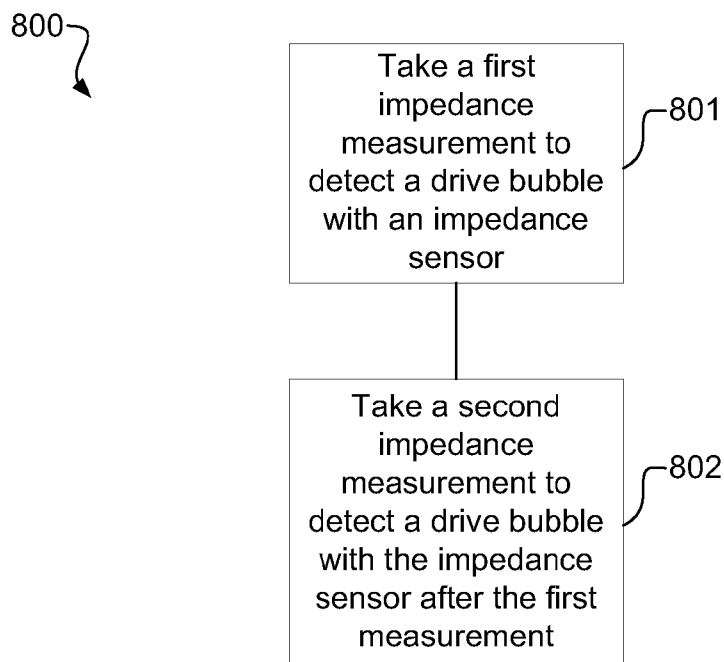 800
Take a first
impedance
measurement to
detect a drive bubble
with an impedance
sensor
801
Take a second
impedance
measurement to
detect a drive bubble
with the impedance
sensor after the first
measurement
802